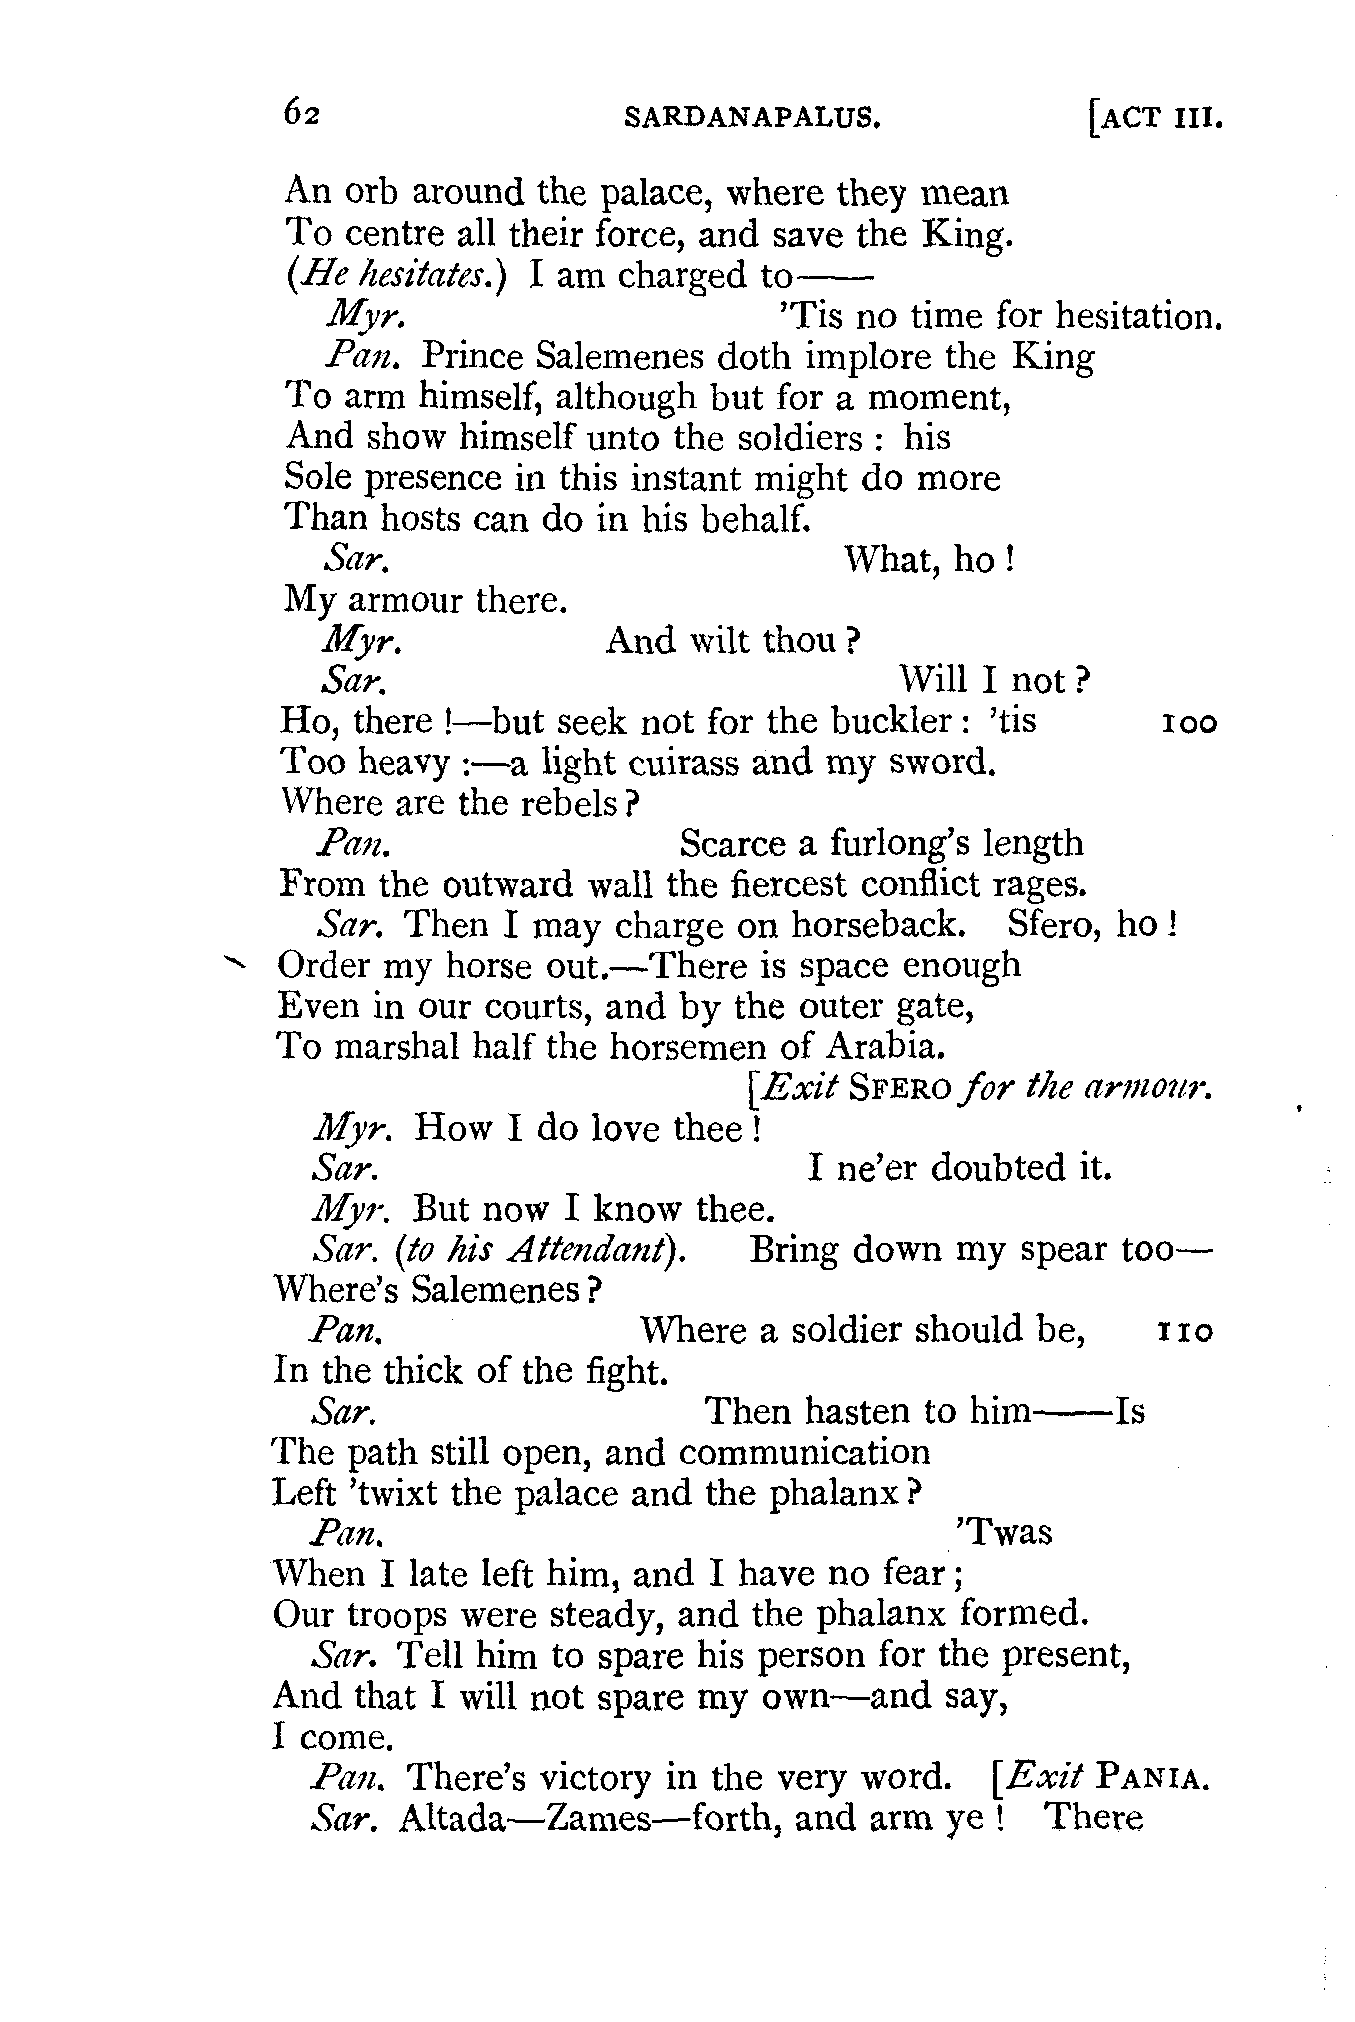 62 SARDANAPALUS. [ACT III.
An orb around the palace, where they mean
To centre all their force, and save the King.
(He hesitates.) I am charged to——
Myr. 'Tis no time for hesitation.
Pan. Prince Salemenes doth implore the King
To arm himself, although but for a moment,
And show himself unto the soldiers : his
Sole presence in this instant might do more
Than hosts can do in his behalf.
Sar. What, ho !
My armour there.
Myr. And wilt thou ?
Sar. Will I not ?
Ho, there !—but seek not for the buckler : 'tis 100
Too heavy :—a light cuirass and my sword.
Where are the rebels ?
Pan. Scarce a furlong's length
From the outward wall the fiercest conflict rages.
Sar. Then I may charge on horseback. Sfero, ho !
Order my horse out.—There is space enough
Even in our courts, and by the outer gate,
To marshal half the horsemen of Arabia.
[Exit SFERO for the armour.
Myr. How I do love thee !
Sar. I ne'er doubted it.
Myr. But now I know thee.
Sar. (to his Attendant). Bring down my spear too—
Where's Salemenes ?
Pan. Where a soldier should be, 110
In the thick of the fight.
Sar. Then hasten to him——Is
The path still open, and communication
Left 'twixt the palace and the phalanx ?
Pan. 'Twas
When I late left him, and I have no fear ;
Our troops were steady, and the phalanx formed.
Sar. Tell him to spare his person for the present,
And that I will not spare my own—and say,
I come.
Pan. There's victory in the very word. [Exit PANIA.
Sar. Altada—Zames—forth, and arm ye ! There